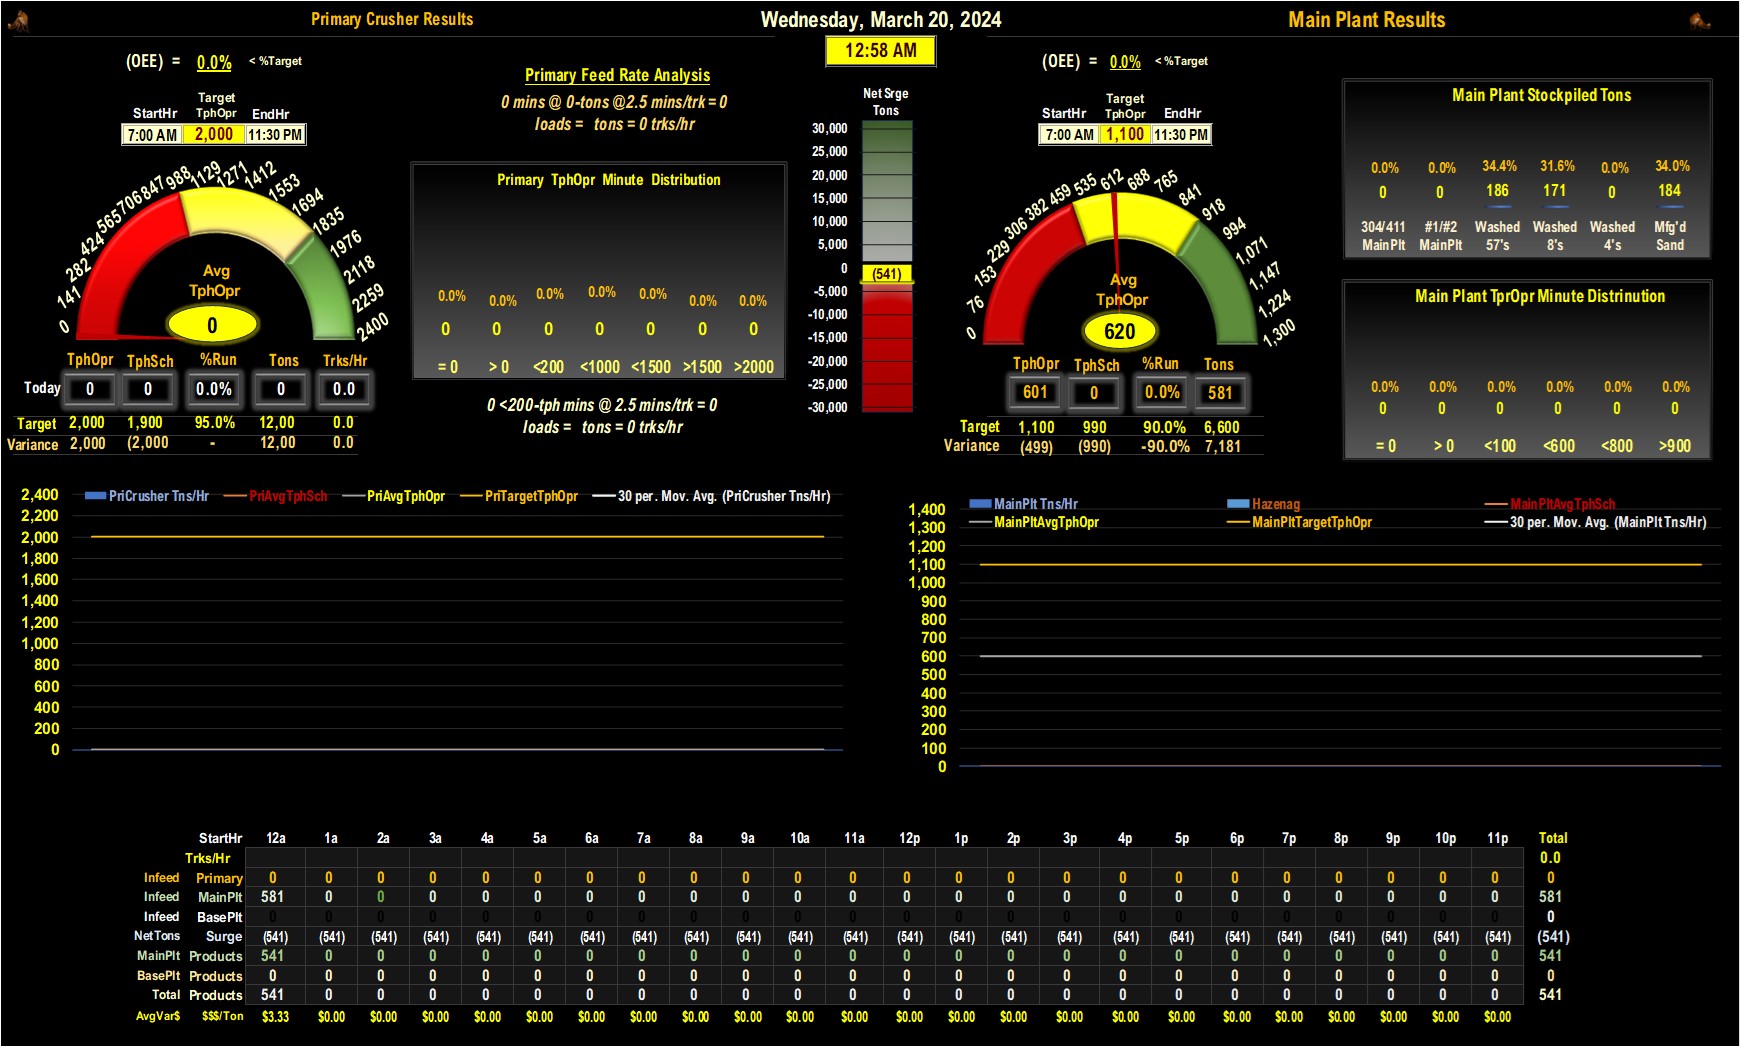 Primary Crusher Results
Wednesday, March 20, 2024
Main Plant Results
12:58 AM
(OEE) = 0.0% < %Target
Target
StartHr TphOpr EndHr
7:00 AM 2,000 11:30 PM
0 141 282 424 565 706 847 988 1129 1271 1412 1553 1694 1835 1976 2118 2259 2400
Avg
TphOpr
0
TphOpr TphSch %Run Tons Trks/Hr
Today 0 0 0.0% 0 0.0
Target 2,000 1,900 95.0% 12,00 0.0
Variance 2,000 (2,000 - 12,00 0.0
Primary Feed Rate Analysis
0 mins @ 0-tons @2.5 mins/trk = 0
loads = tons = 0 trks/hr
Primary TphOpr Minute Distribution
0.0% 0.0% 0.0% 0.0% 0.0% 0.0% 0.0%
0 0 0 0 0 0 0
= 0 > 0 <200 <1000 <1500 >1500 >2000
0 <200-tph mins @ 2.5 mins/trk = 0
loads = tons = 0 trks/hr
Net Srge
Tons
30,000
25,000
20,000
15,000
10,000
5,000
0
(541)
-5,000
-10,000
-15,000
-20,000
-25,000
-30,000
(OEE) = 0.0% < %Target
Target
StartHr TphOpr EndHr
7:00 AM 1,100 11:30 PM
0 76 153 229 306 382 459 535 612 688 765 841 918 994 1,071 1,147 1,224 1,300
Avg
TphOpr
620
TphOpr TphSch %Run Tons
601 0 0.0% 581
Target 1,100 990 90.0% 6,600
Variance (499) (990) -90.0% 7,181
Main Plant Stockpiled Tons
0.0% 0.0% 34.4% 31.6% 0.0% 34.0%
0 0 186 171 0 184
304/411 #1/#2 Washed Washed Washed Mfg'd
MainPlt MainPlt 57's 8's 4's Sand
Main Plant TprOpr Minute Distrinution
0.0% 0.0% 0.0% 0.0% 0.0% 0.0%
0 0 0 0 0 0
= 0 > 0 <100 <600 <800 >900
PriCrusher Tns/Hr PriAvgTphSch PriAvgTphOpr PriTargetTphOpr 30 per. Mov. Avg. (PriCrusher Tns/Hr)
2,400
2,200
2,000
1,800
1,600
1,400
1,200
1,000
800
600
400
200
0
MainPlt Tns/Hr Hazenag MainPltAvgTphSch
MainPltAvgTphOpr MainPltTargetTphOpr 30 per. Mov. Avg. (MainPlt Tns/Hr)
1,400
1,300
1,200
1,100
1,000
900
800
700
600
500
400
300
200
100
0
StartHr 12a 1a 2a 3a 4a 5a 6a 7a 8a 9a 10a 11a 12p 1p 2p 3p 4p 5p 6p 7p 8p 9p 10p 11p Total
Trks/Hr 0.0
Infeed Primary 0 0 0 0 0 0 0 0 0 0 0 0 0 0 0 0 0 0 0 0 0 0 0 0 0
Infeed MainPlt 581 0 0 0 0 0 0 0 0 0 0 0 0 0 0 0 0 0 0 0 0 0 0 0 581
Infeed BasePlt 0 0 0 0 0 0 0 0 0 0 0 0 0 0 0 0 0 0 0 0 0 0 0 0 0
NetTons Surge (541) (541) (541) (541) (541) (541) (541) (541) (541) (541) (541) (541) (541) (541) (541) (541) (541) (541) (541) (541) (541) (541) (541) (541) (541)
MainPlt Products 541 0 0 0 0 0 0 0 0 0 0 0 0 0 0 0 0 0 0 0 0 0 0 0 541
BasePlt Products 0 0 0 0 0 0 0 0 0 0 0 0 0 0 0 0 0 0 0 0 0 0 0 0 0
Total Products 541 0 0 0 0 0 0 0 0 0 0 0 0 0 0 0 0 0 0 0 0 0 0 0 541
AvgVar$ $$$/Ton $3.33 $0.00 $0.00 $0.00 $0.00 $0.00 $0.00 $0.00 $0.00 $0.00 $0.00 $0.00 $0.00 $0.00 $0.00 $0.00 $0.00 $0.00 $0.00 $0.00 $0.00 $0.00 $0.00 $0.00